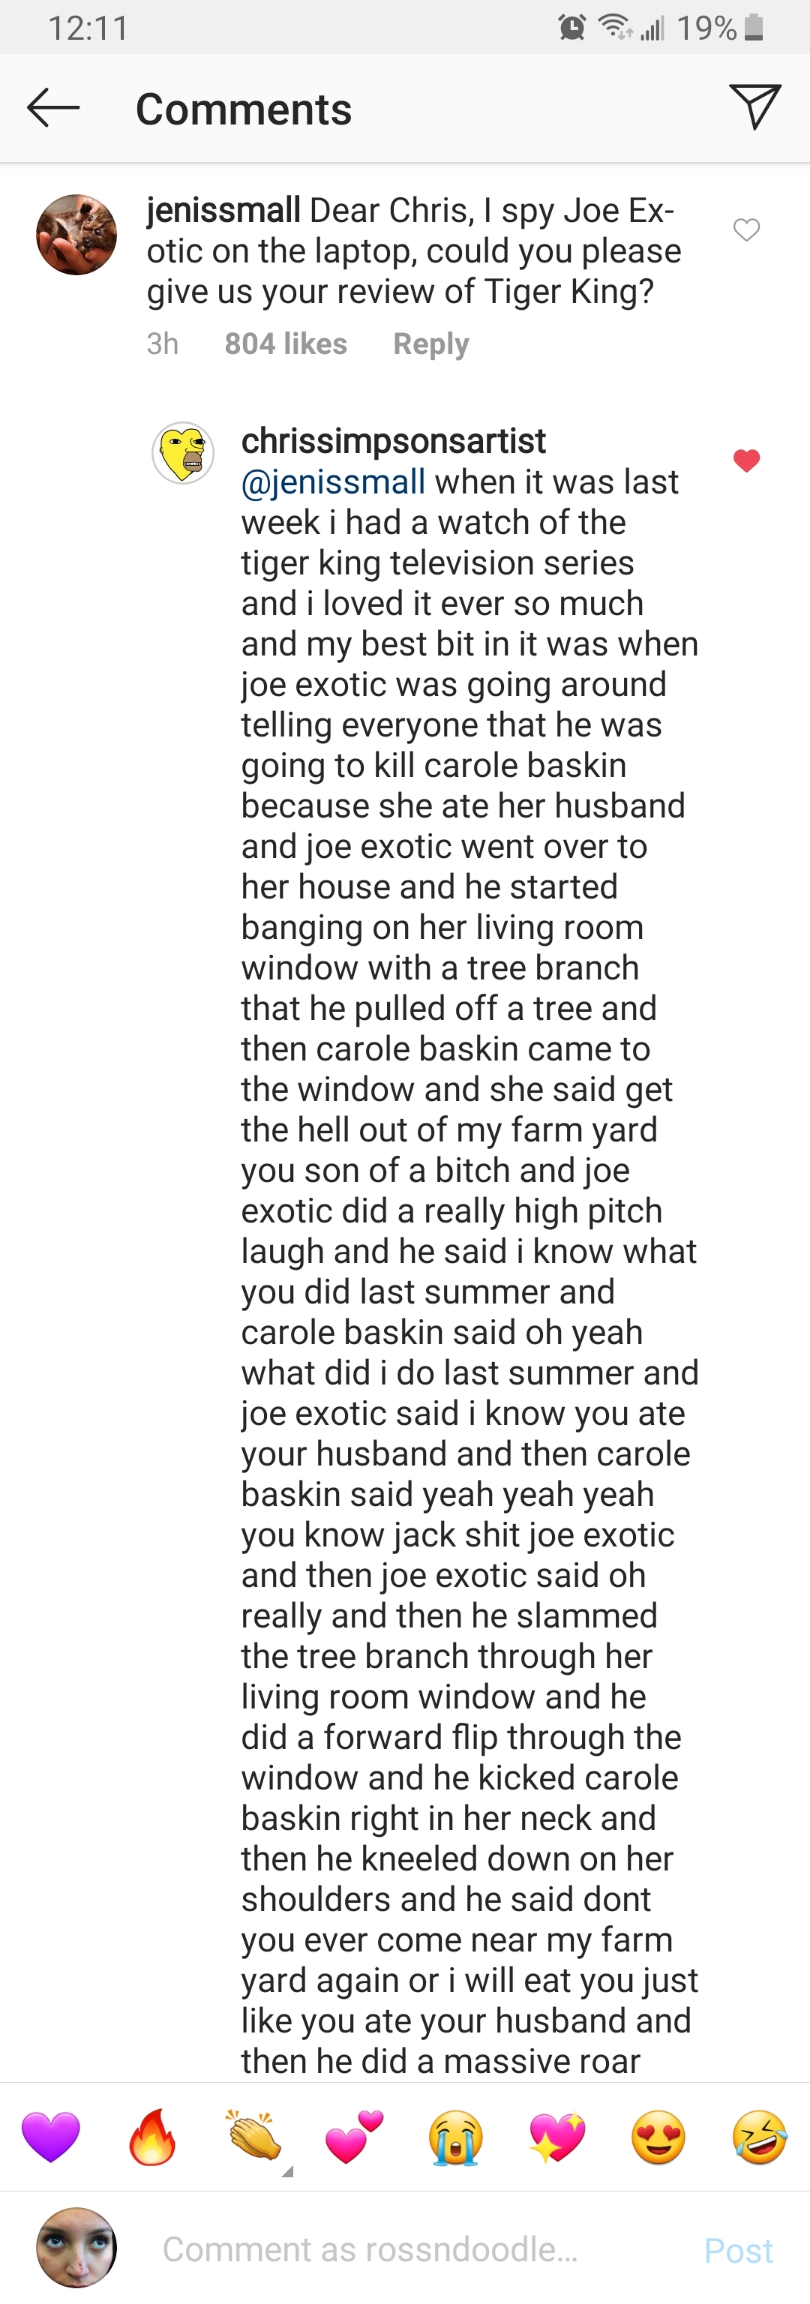 12:11
19%
Comments
jenissmall Dear Chris, I spy Joe Ex-
otic on the laptop, could you please
give us your review of Tiger King?
3h 804 likes Reply
chrissimpsonsartist
@jenissmall when it was last
week i had a watch of the
tiger king television series
and i loved it ever so much
and my best bit in it was when
joe exotic was going around
telling everyone that he was
going to kill carole baskin
because she ate her husband
and joe exotic went over to
her house and he started
banging on her living room
window with a tree branch
that he pulled off a tree and
then carole baskin came to
the window and she said get
the hell out of my farm yard
you son of a bitch and joe
exotic did a really high pitch
laugh and he said i know what
you did last summer and
carole baskin said oh yeah
what did i do last summer and
joe exotic said i know you ate
your husband and then carole
baskin said yeah yeah yeah
you know jack shit joe exotic
and then joe exotic said oh
really and then he slammed
the tree branch through her
living room window and he
did a forward flip through the
window and he kicked carole
baskin right in her neck and
then he kneeled down on her
shoulders and he said dont
you ever come near my farm
yard again or i will eat you just
like you ate your husband and
then he did a massive roar
Comment as rossndoodle...
Post